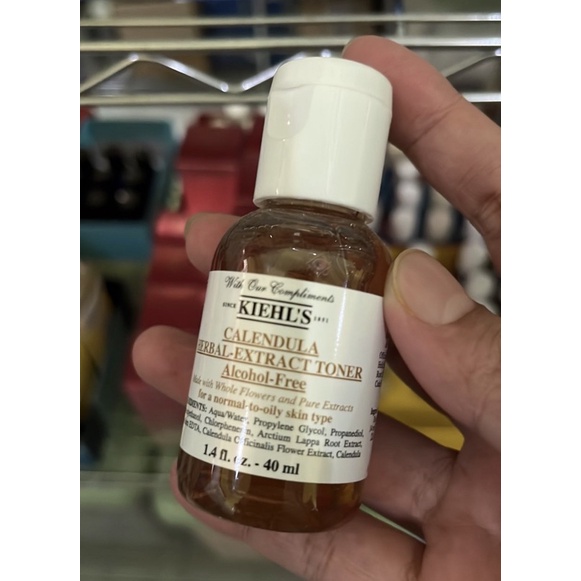 With Our Compliments
SINCE KIEHL'S 1851
CALENDULA
HERBAL-EXTRACT TONER
Alcohol-Free
Made with Whole Flowers and Pure Extracts
for a normal-to-oily skin type
Aqua/Water, Propylene Glycol, Propanediol,
Chlorphenesin, Arctium Lappa Root Extract,
EDTA, Calendula Officinalis Flower Extract, Calendula
1.4 fl. oz. - 40 ml